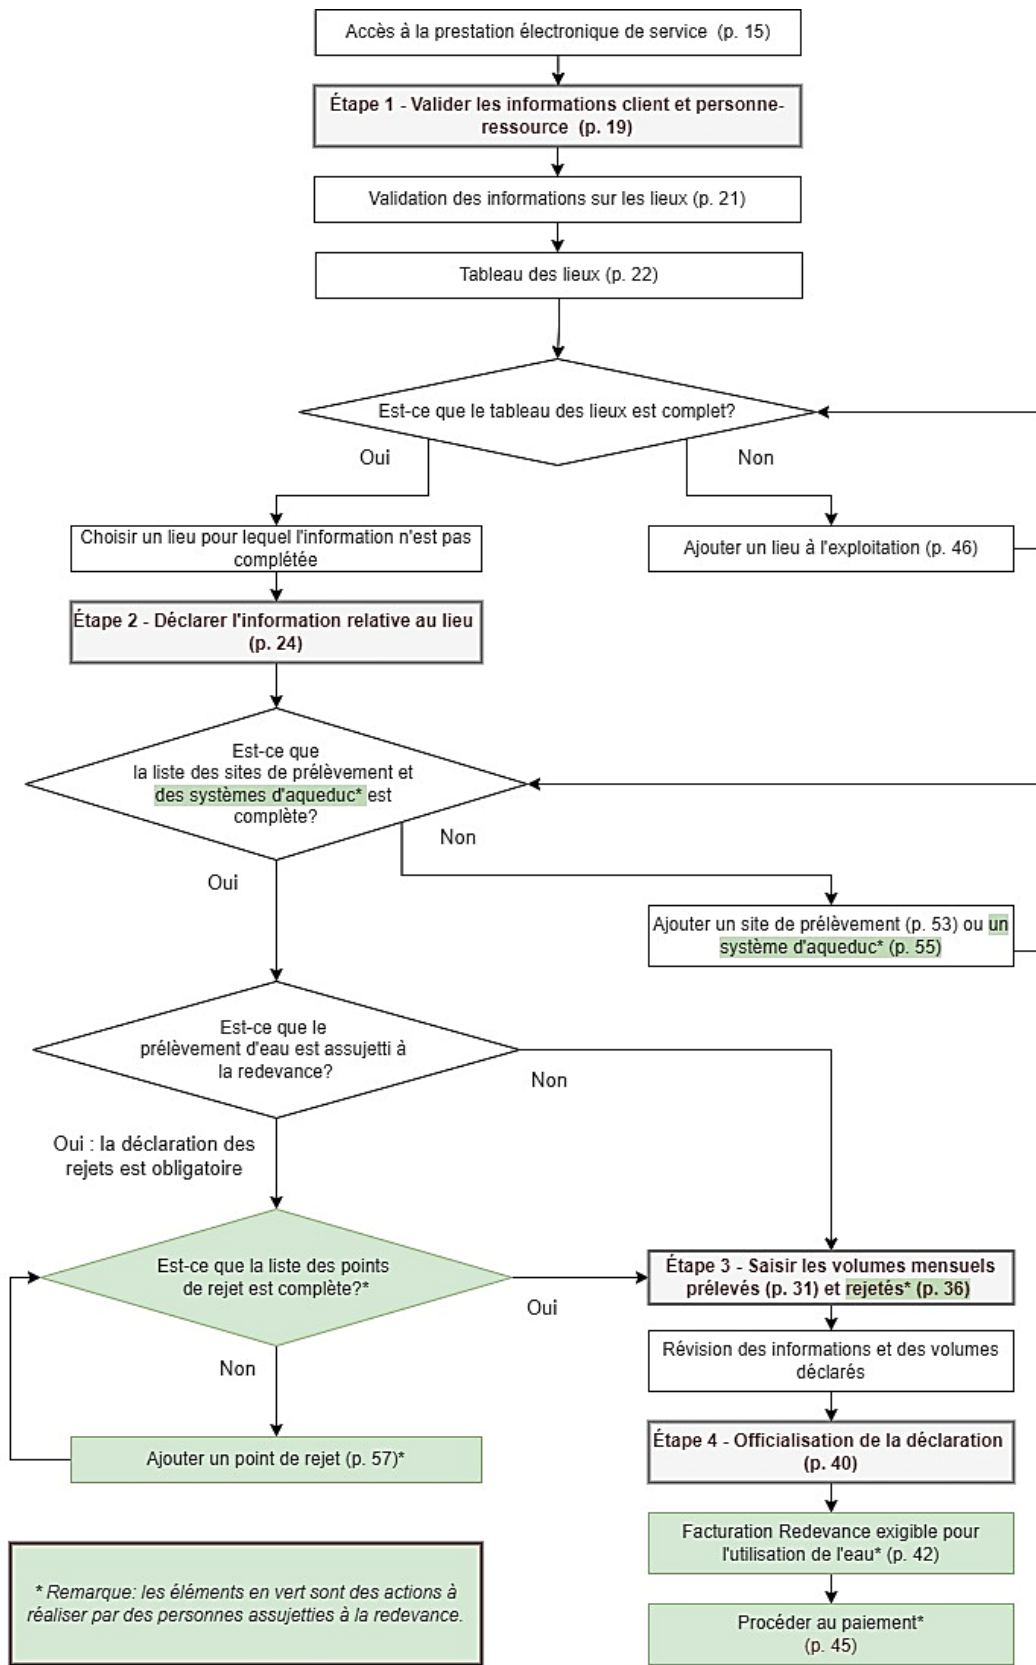 Accès à la prestation électronique de service (p. 15)
Étape 1 - Valider les informations client et personne-
ressource (p. 19)
Validation des informations sur les lieux (p. 21)
Tableau des lieux (p. 22)
Est-ce que le tableau des lieux est complet?
Oui
Non
Choisir un lieu pour lequel l'information n'est pas
complétée
Ajouter un lieu à l'exploitation (p. 46)
Étape 2 - Déclarer l'information relative au lieu
(p. 24)
Est-ce que
la liste des sites de prélèvement et
des systèmes d'aqueduc* est
complète?
Non
Oui
Ajouter un site de prélèvement (p. 53) ou un
système d'aqueduc* (p. 55)
Est-ce que le
prélèvement d'eau est assujetti à
la redevance?
Non
Oui : la déclaration des
rejets est obligatoire
Est-ce que la liste des points
de rejet est complète?*
Oui
Non
Étape 3 - Saisir les volumes mensuels
prélevés (p. 31) et rejetés* (p. 36)
Révision des informations et des volumes
déclarés
Ajouter un point de rejet (p. 57)*
Étape 4 - Officialisation de la déclaration
(p. 40)
Facturation Redevance exigible pour
l'utilisation de l'eau* (p. 42)
Procéder au paiement*
(p. 45)
* Remarque: les éléments en vert sont des actions à
réaliser par des personnes assujetties à la redevance.